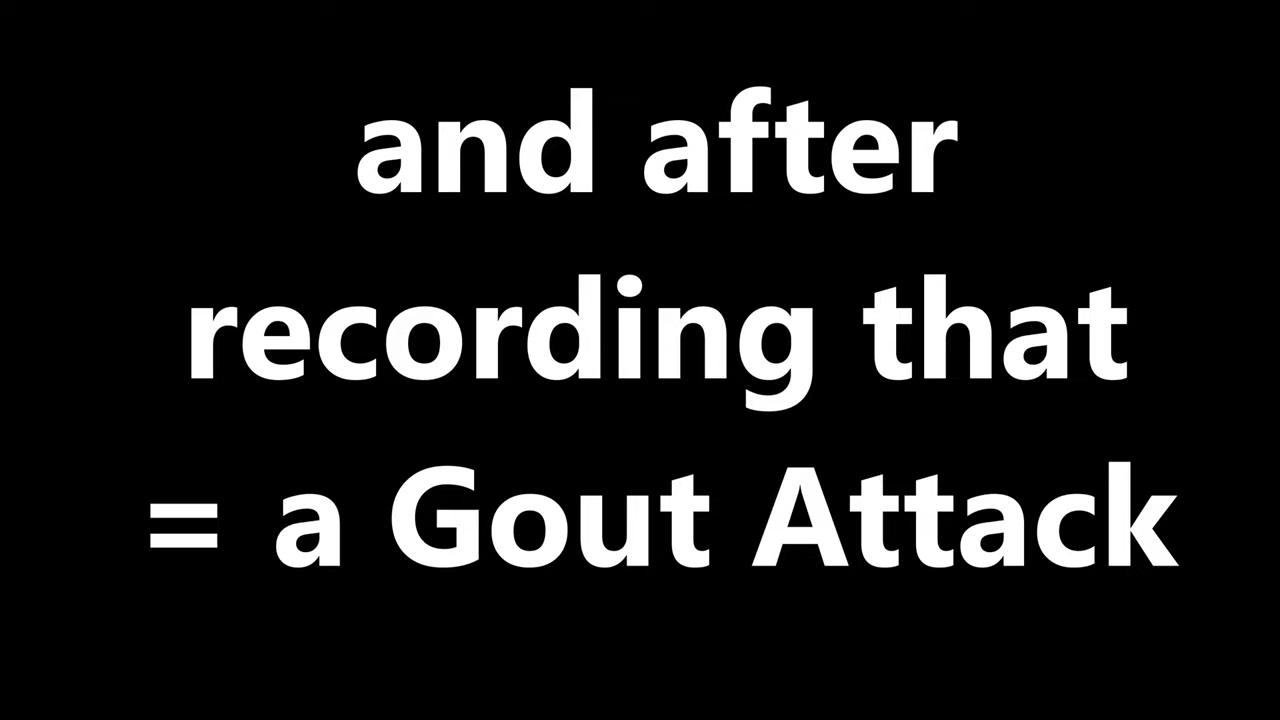 and after
recording that
= a Gout Attack